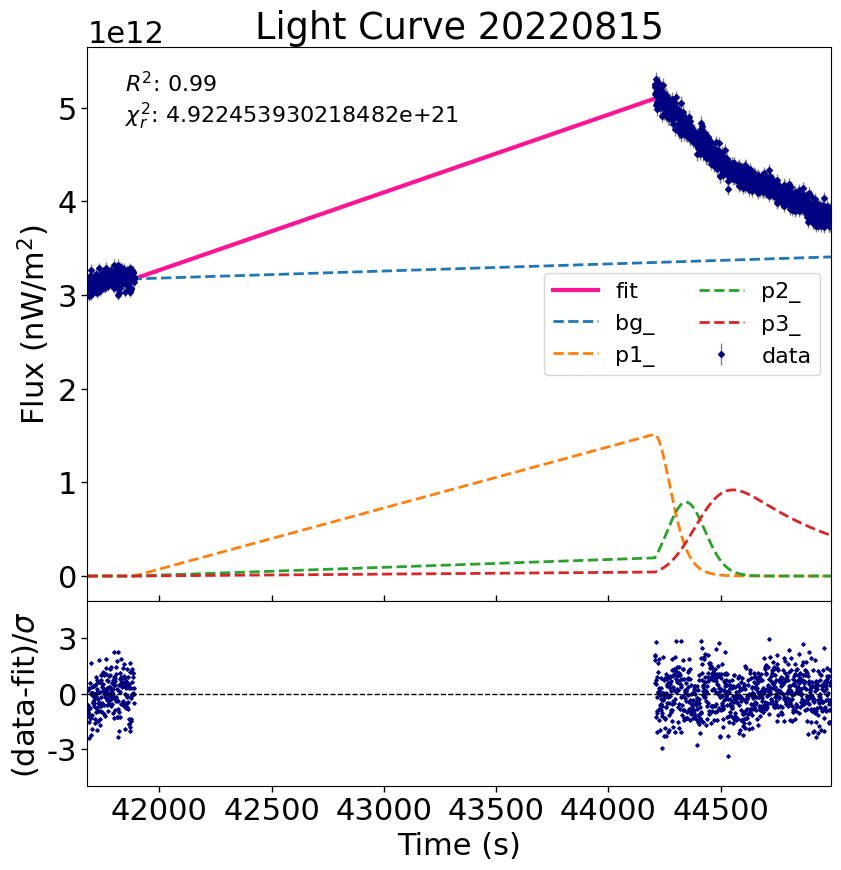 Light Curve 20220815
1e12
R²: 0.99
χ²ᵣ: 4.922453930218482e+21
5
4
3
2
1
0
Flux (nW/m²)
fit
bg_
p1_
p2_
p3_
data
3
0
-3
(data-fit)/σ
42000 42500 43000 43500 44000 44500
Time (s)